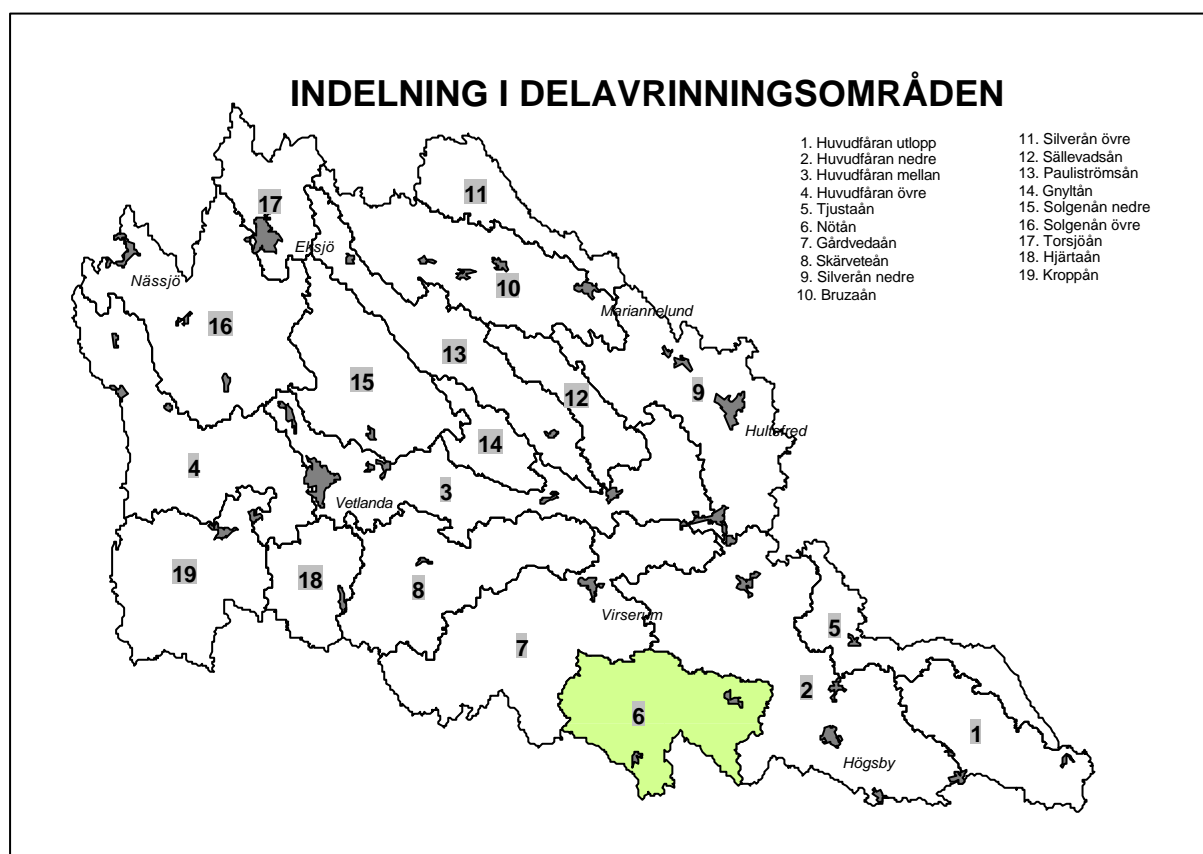 INDELNING I DELAVRINNINGSOMRÅDEN
1. Huvudfåran utlopp
2. Huvudfåran nedre
3. Huvudfåran mellan
4. Huvudfåran övre
5. Tjustaån
6. Nötån
7. Gårdvedaån
8. Skärveteån
9. Silverån nedre
10. Bruzaån
11. Silverån övre
12. Sällevadsån
13. Pauliströmsån
14. Gnyltån
15. Solgenån nedre
16. Solgenån övre
17. Torsjöån
18. Hjärtaån
19. Kroppån
11
17
Eksjö
Nässjö
10
Mariannelund
16
13
15
12
9
Hultsfred
14
4
3
Vetlanda
19
18
8
Virserum
5
7
2
6
1
Högsby